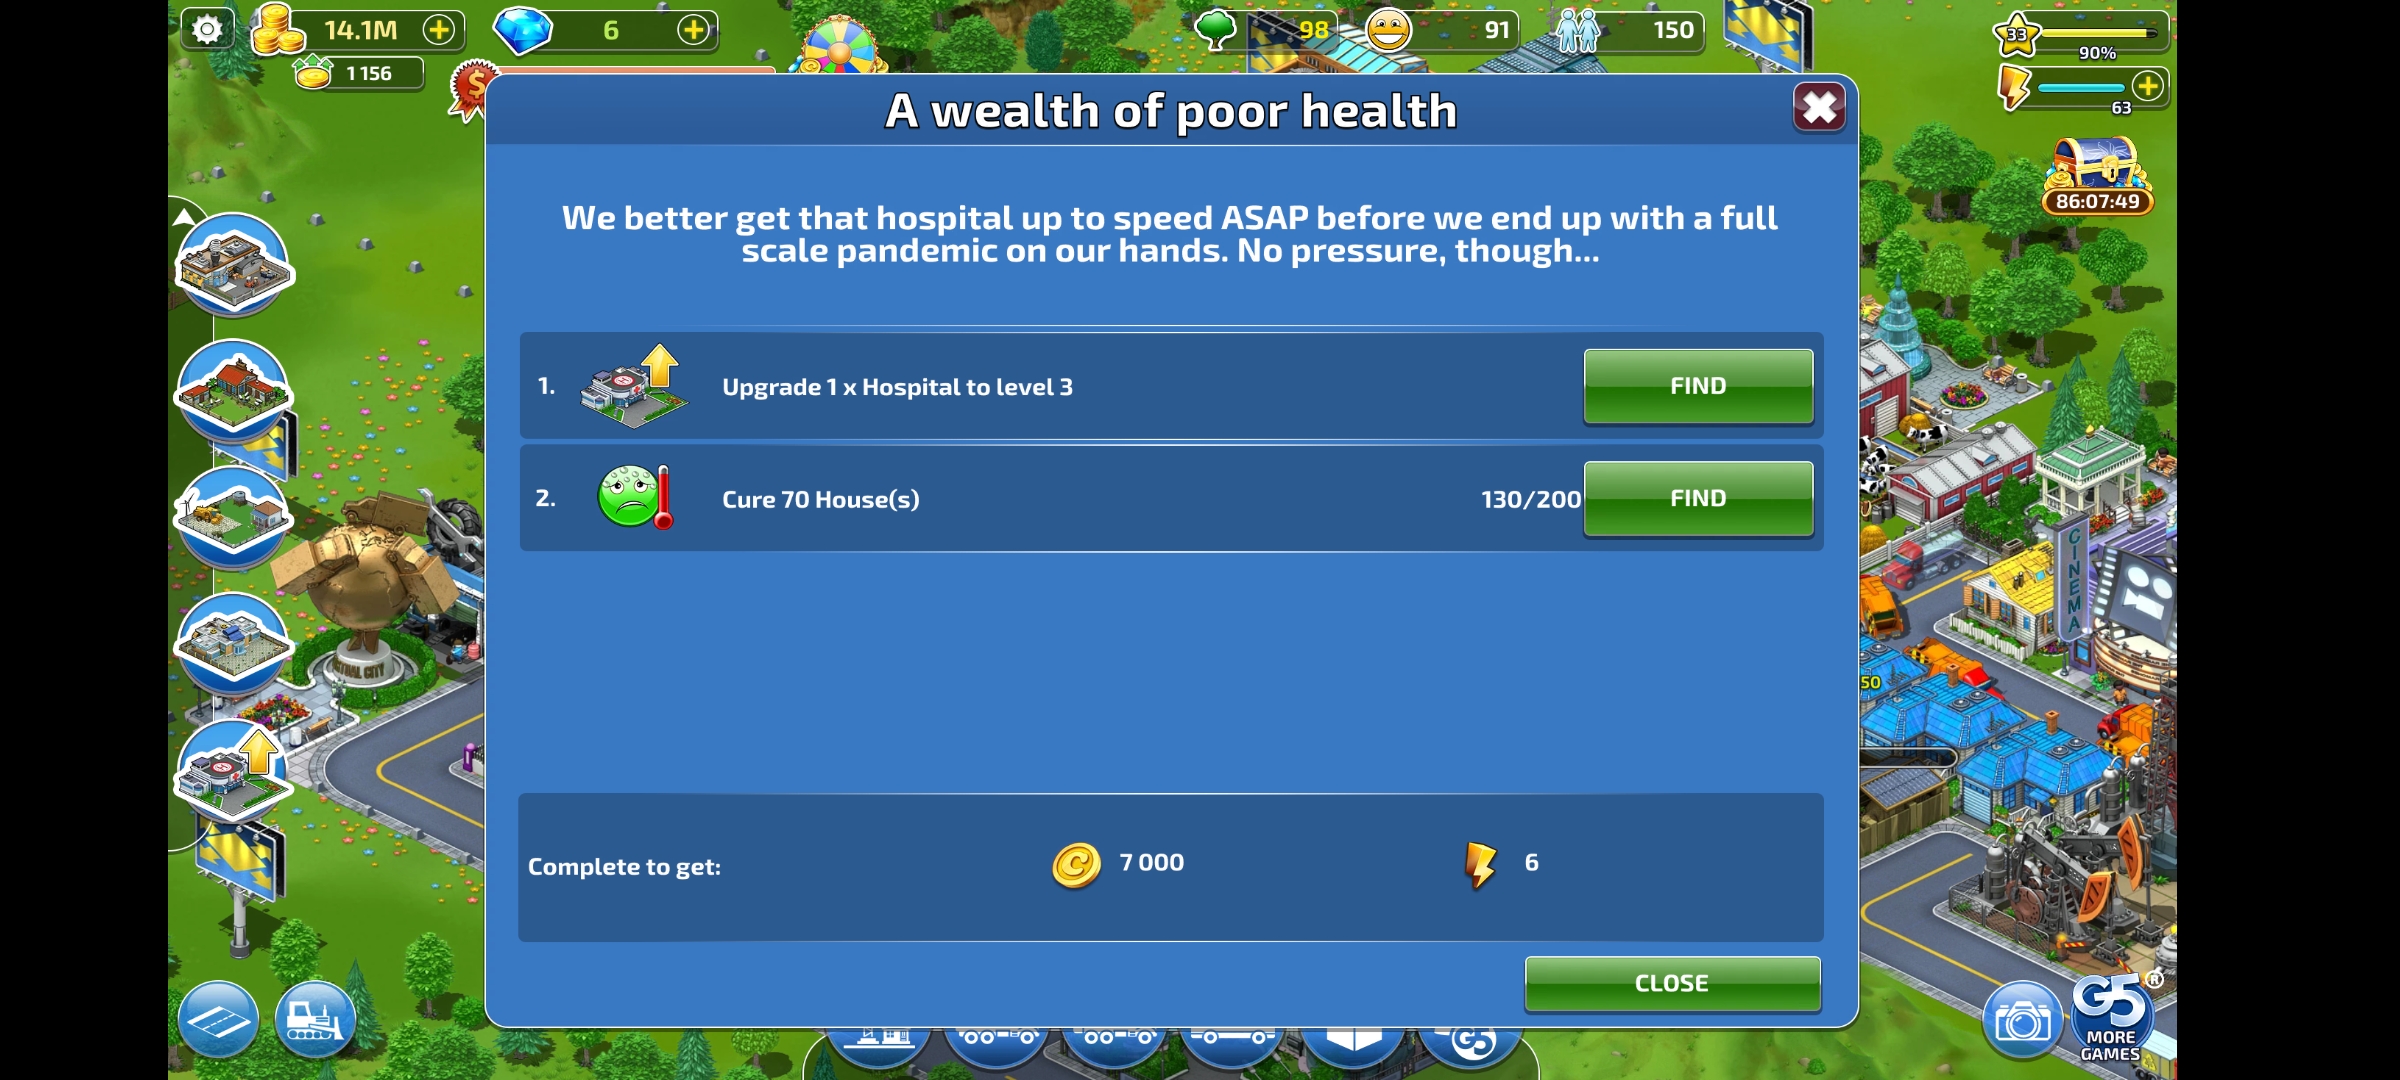 14.1M
6
98
91
150
33
90%
1 156
63
86:07:49
A wealth of poor health
We better get that hospital up to speed ASAP before we end up with a full
scale pandemic on our hands. No pressure, though...
1.
Upgrade 1 x Hospital to level 3
FIND
2.
Cure 70 House(s)
130/200
FIND
CINEMA
50
Complete to get:
7 000
6
CLOSE
G5
G5 ®
MORE
GAMES